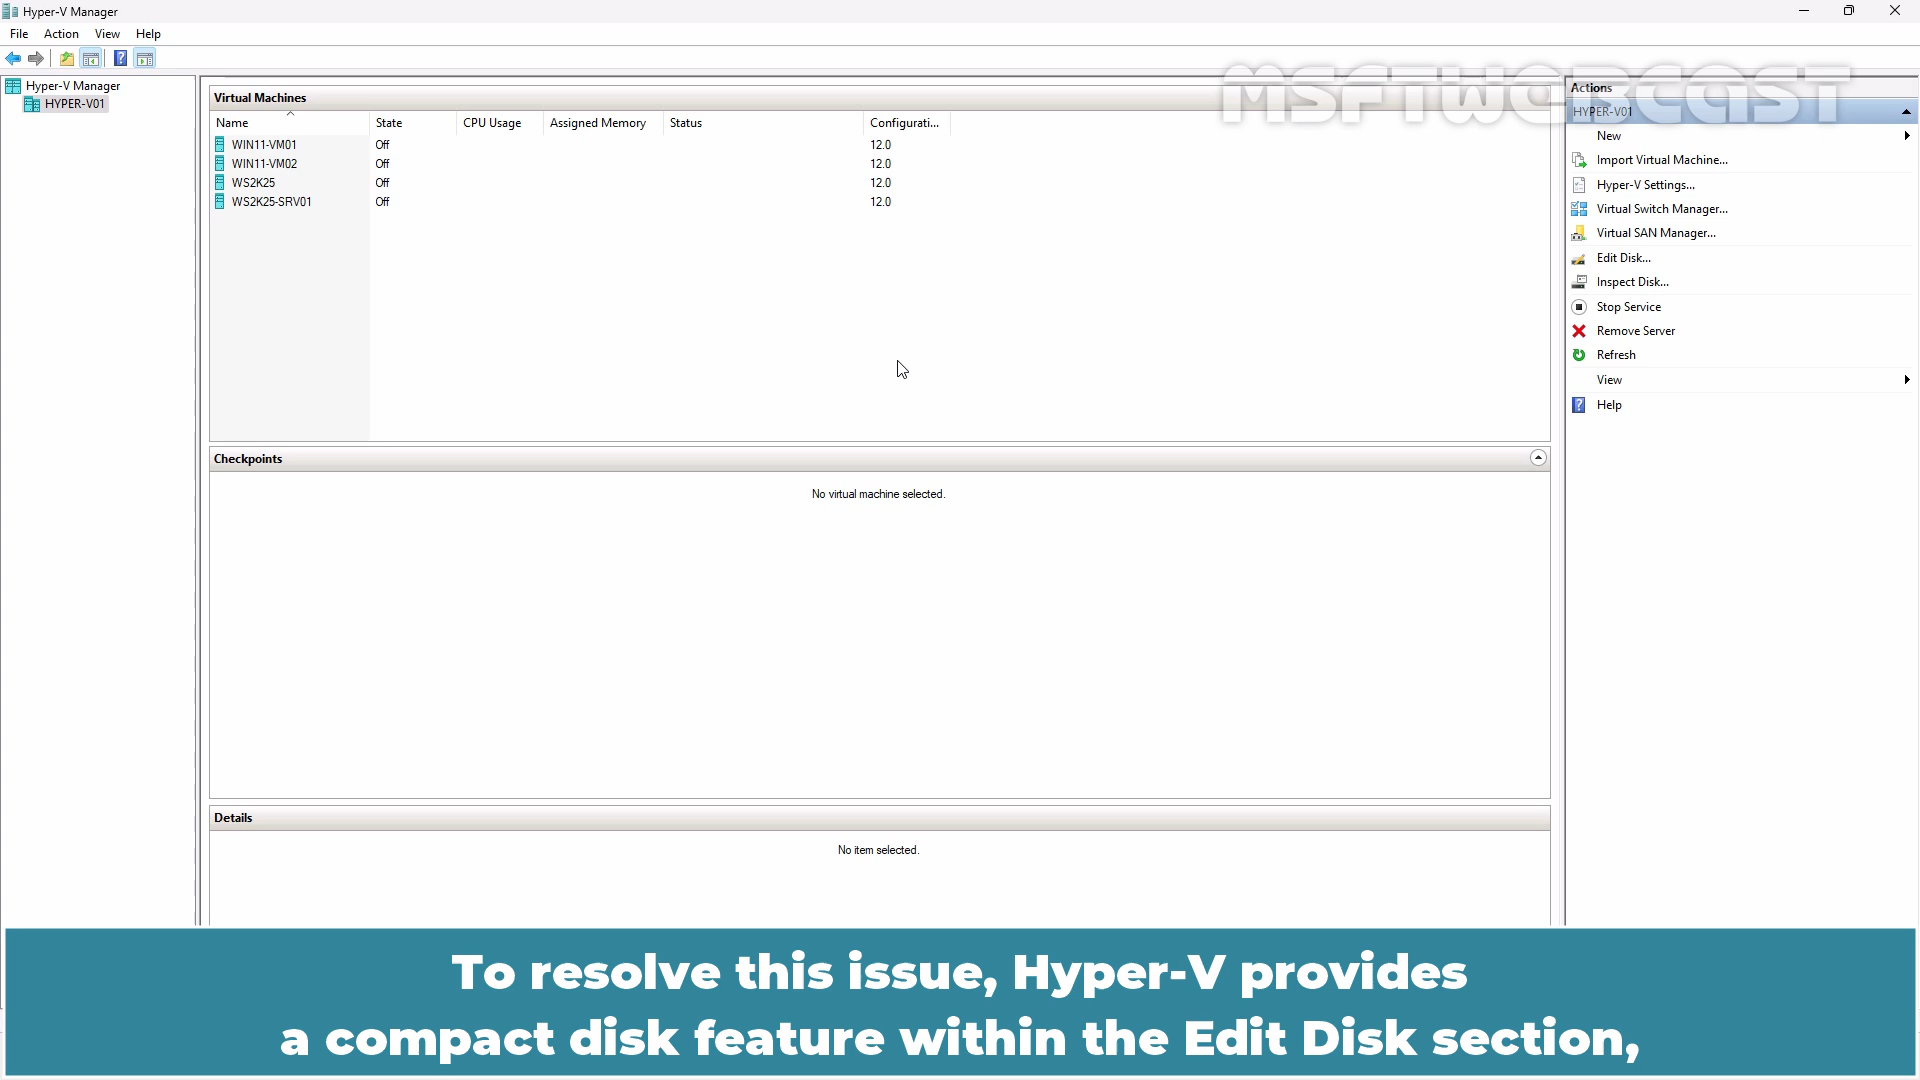 Hyper-V Manager
File Action View Help
Hyper-V Manager
HYPER-V01
Virtual Machines
Name State CPU Usage Assigned Memory Status Configurati...
WIN11-VM01 Off 12.0
WIN11-VM02 Off 12.0
WS2K25 Off 12.0
WS2K25-SRV01 Off 12.0
Checkpoints
No virtual machine selected.
Details
No item selected.
MSFTWEBCAST
Actions
HYPER-V01
New
Import Virtual Machine...
Hyper-V Settings...
Virtual Switch Manager...
Virtual SAN Manager...
Edit Disk...
Inspect Disk...
Stop Service
Remove Server
Refresh
View
Help
To resolve this issue, Hyper-V provides
a compact disk feature within the Edit Disk section,